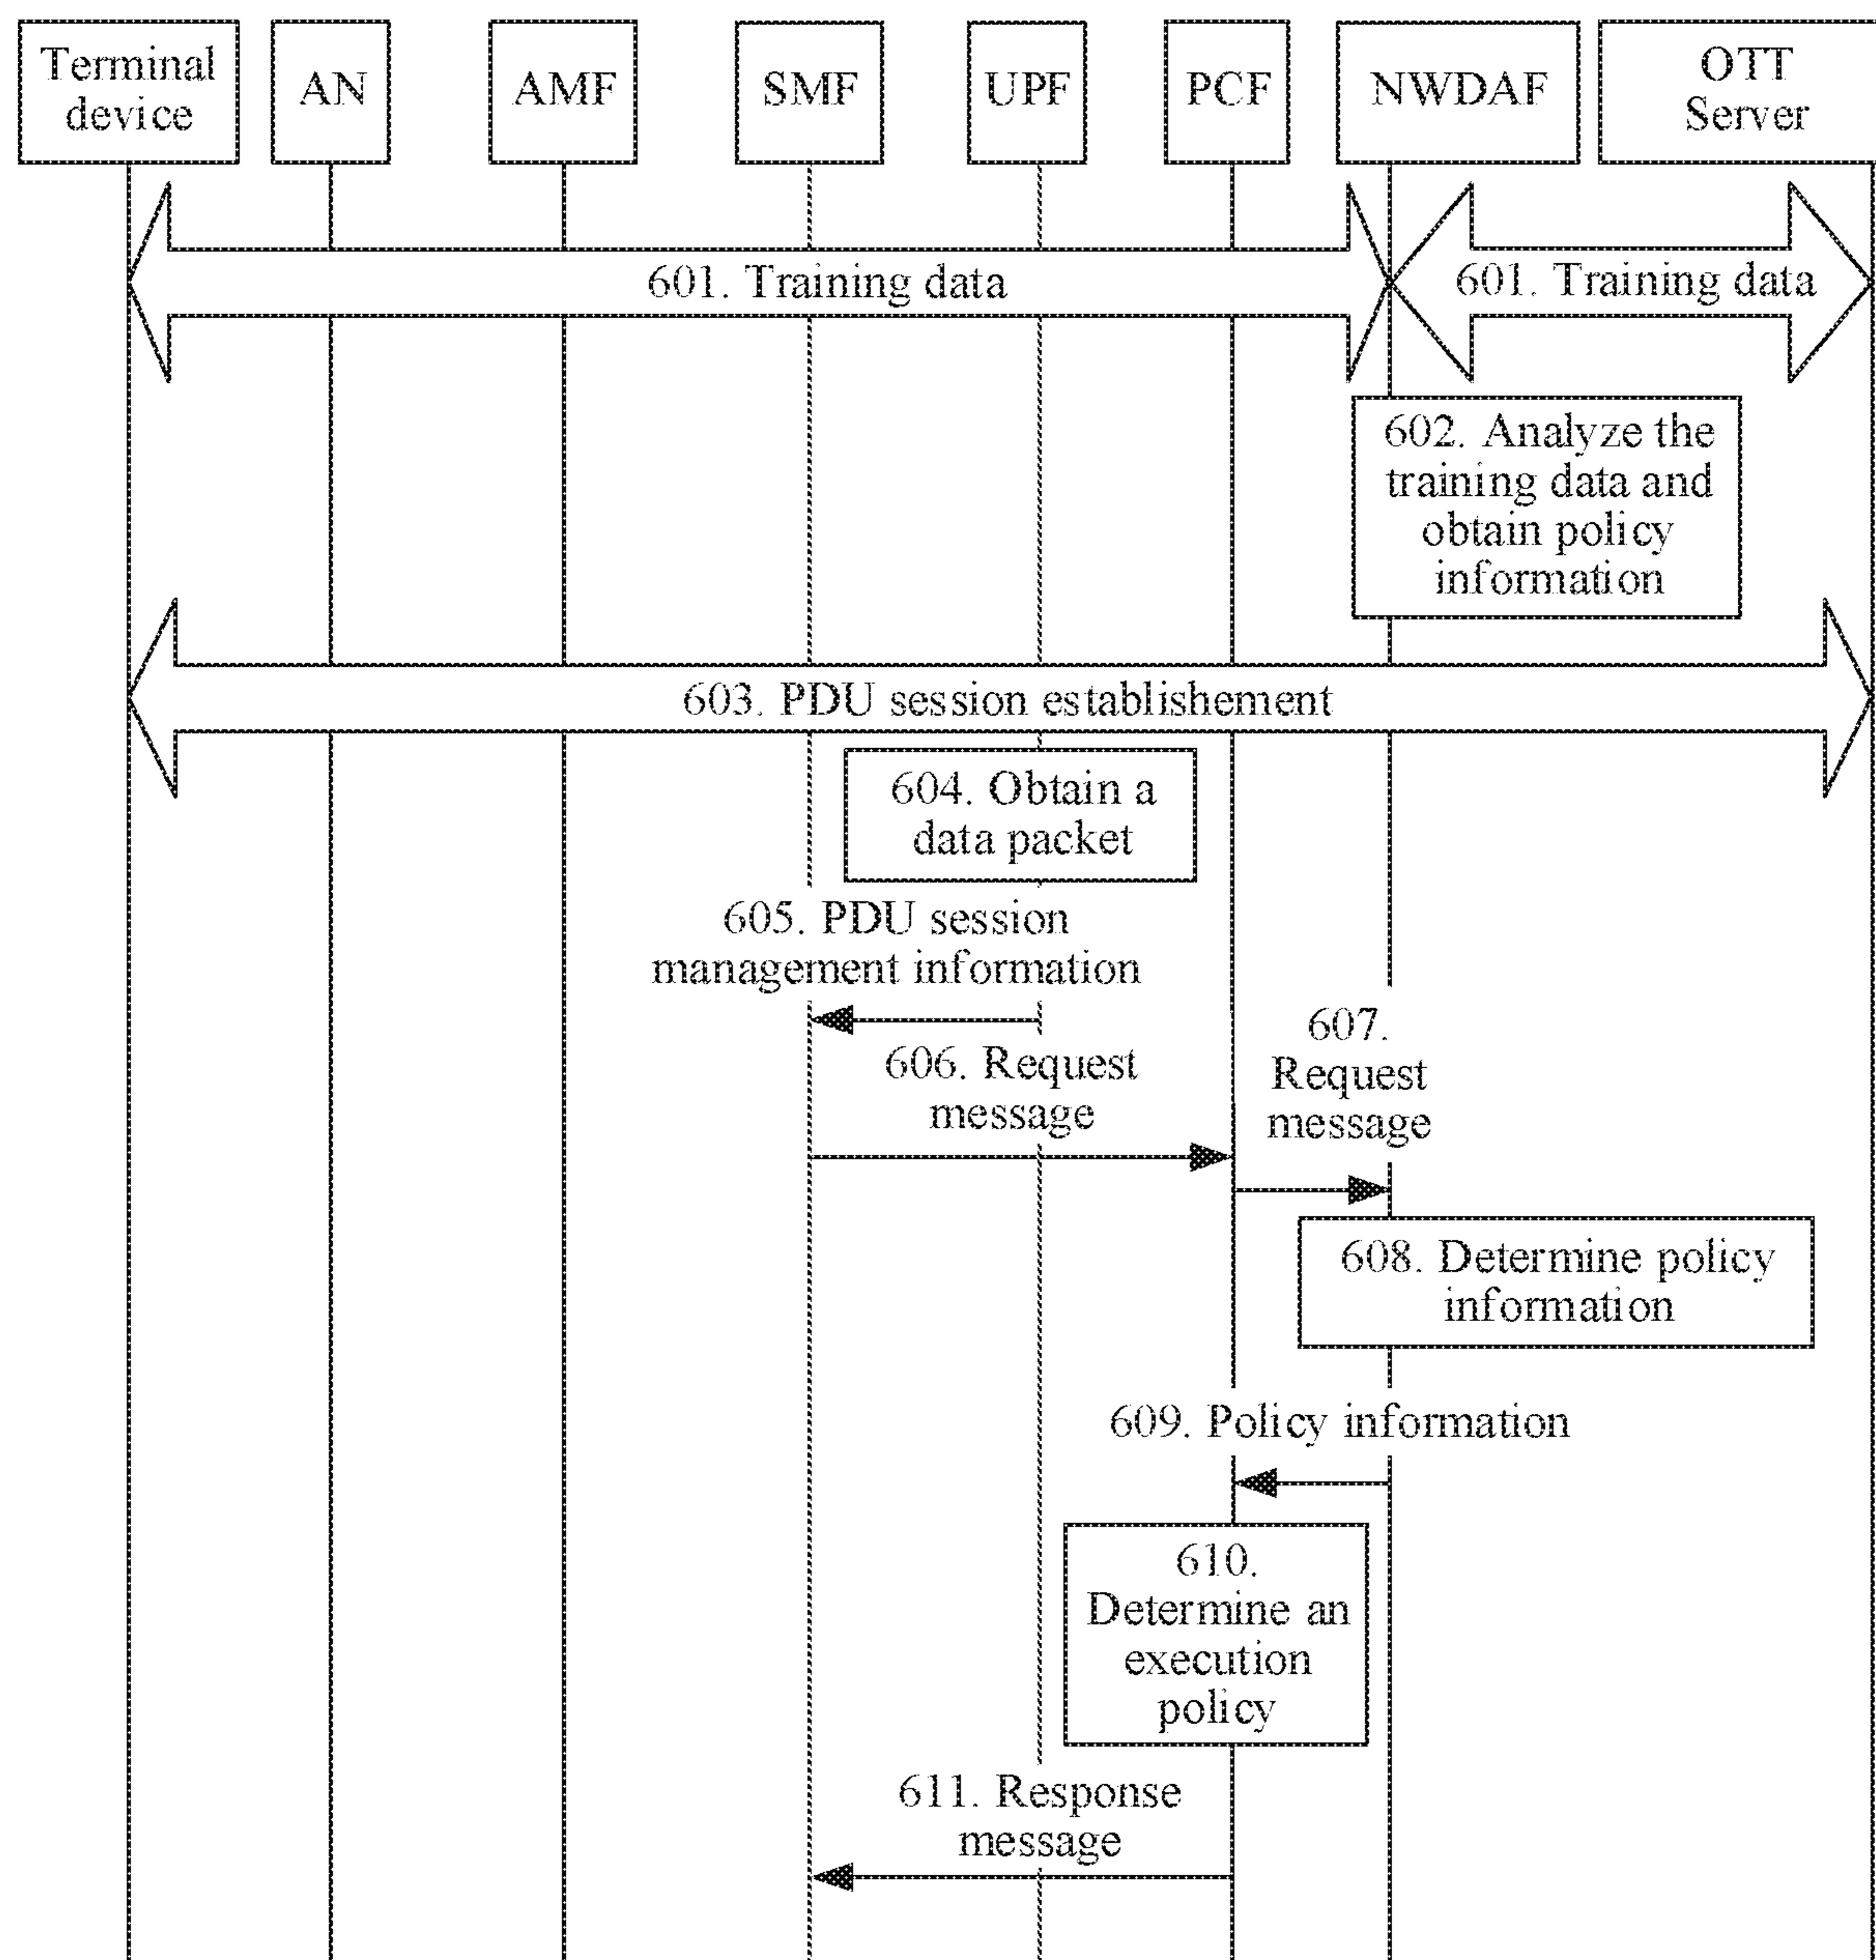 Terminal
device
AN
AMF
SMF
UPF
PCF
NWDAF
OTT
Server
601. Training data
601. Training data
602. Analyze the
training data and
obtain policy
information
603. PDU session establishement
604. Obtain a
data packet
605. PDU session
management information
606. Request
message
607.
Request
message
608. Determine policy
information
609. Policy information
610.
Determine an
execution
policy
611. Response
message